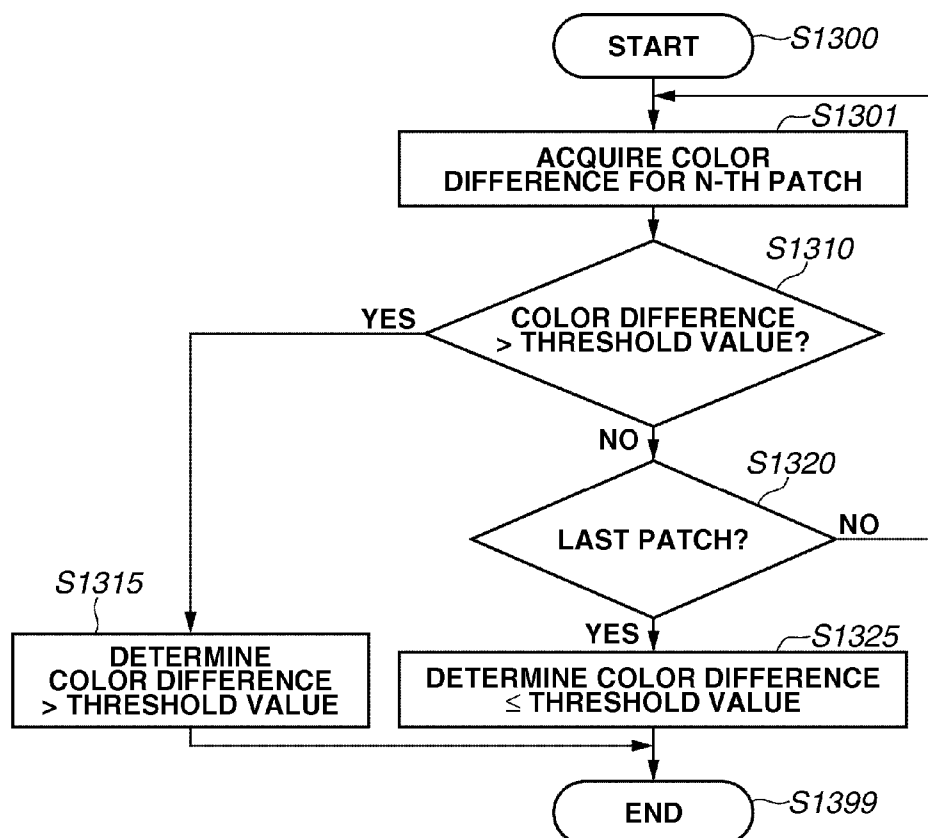 START
S1300
S1301
ACQUIRE COLOR
DIFFERENCE FOR N-TH PATCH
S1310
COLOR DIFFERENCE
> THRESHOLD VALUE?
YES
NO
S1320
LAST PATCH?
NO
YES
S1315
DETERMINE
COLOR DIFFERENCE
> THRESHOLD VALUE
S1325
DETERMINE COLOR DIFFERENCE
≤ THRESHOLD VALUE
END
S1399